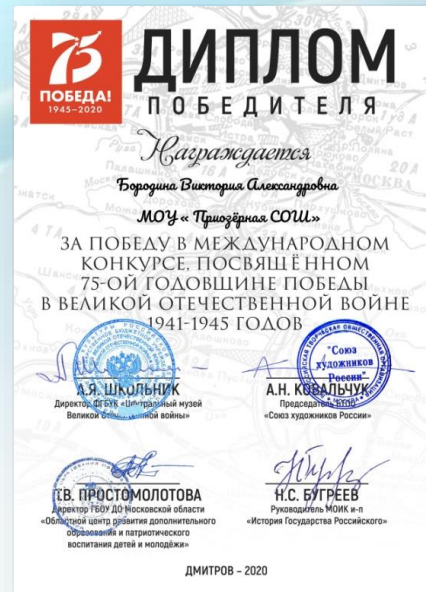 75
ПОБЕДА!
1945–2020
ДИПЛОМ
ПОБЕДИТЕЛЯ
Награждается
Бородина Виктория Александровна
МОУ « Приозёрная СОШ»
ЗА ПОБЕДУ В МЕЖДУНАРОДНОМ
КОНКУРСЕ, ПОСВЯЩЁННОМ
75-ОЙ ГОДОВЩИНЕ ПОБЕДЫ
В ВЕЛИКОЙ ОТЕЧЕСТВЕННОЙ ВОЙНЕ
1941-1945 ГОДОВ
А.Я. ШКОЛЬНИК
Директор ФГБУК «Центральный музей
Великой Отечественной войны»
"Союз
художников
России"
А.Н. КОВАЛЬЧУК
Председатель
«Союз художников России»
Т.В. ПРОСТОМОЛОТОВА
Директор ГБОУ ДО Московской области
«Областной центр развития дополнительного
образования и патриотического
воспитания детей и молодёжи»
Н.С. БУГРЕЕВ
Руководитель МОИК и-п
«История Государства Российского»
ДМИТРОВ – 2020